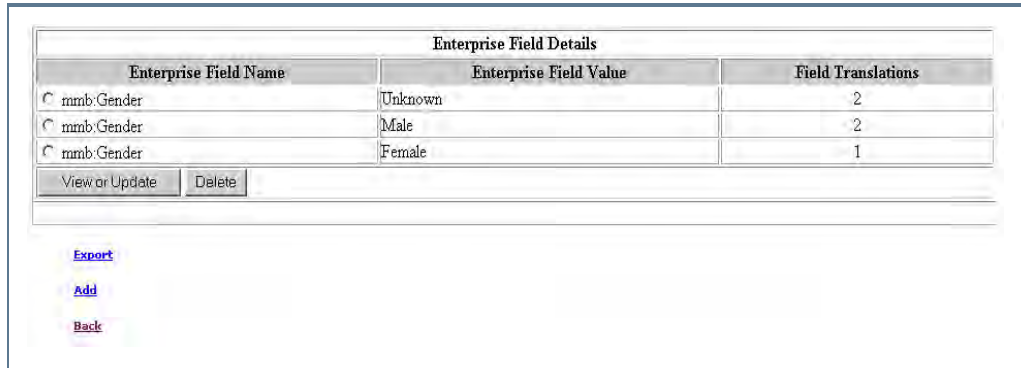 Enterprise Field Details
Enterprise Field Name Enterprise Field Value Field Translations
mmb:Gender Unknown 2
mmb:Gender Male 2
mmb:Gender Female 1
View or Update Delete
Export
Add
Back